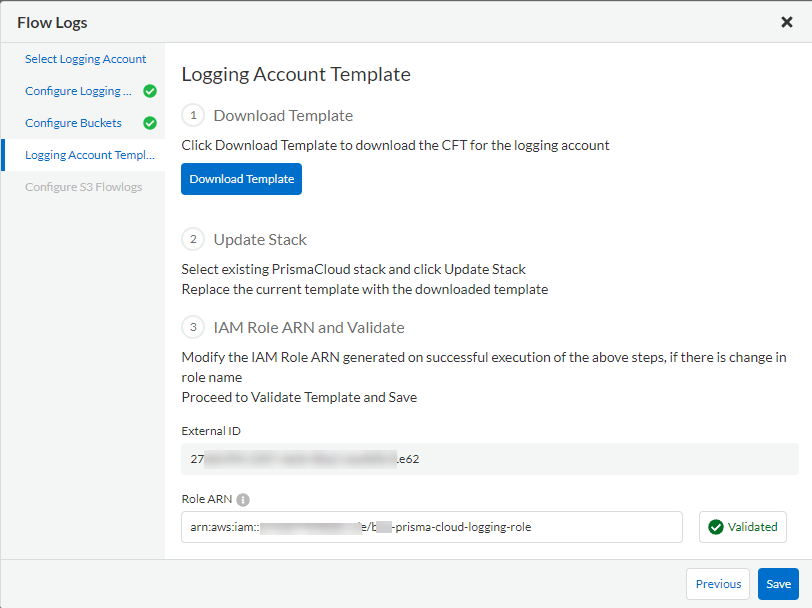 Flow Logs
Select Logging Account
Configure Logging ...
Configure Buckets
Logging Account Templ...
Configure S3 Flowlogs
Logging Account Template
1 Download Template
Click Download Template to download the CFT for the logging account
Download Template
2 Update Stack
Select existing PrismaCloud stack and click Update Stack
Replace the current template with the downloaded template
3 IAM Role ARN and Validate
Modify the IAM Role ARN generated on successful execution of the above steps, if there is change in
role name
Proceed to Validate Template and Save
External ID
27 .e62
Role ARN
arn:aws:iam:: e/b -prisma-cloud-logging-role
Validated
Previous
Save